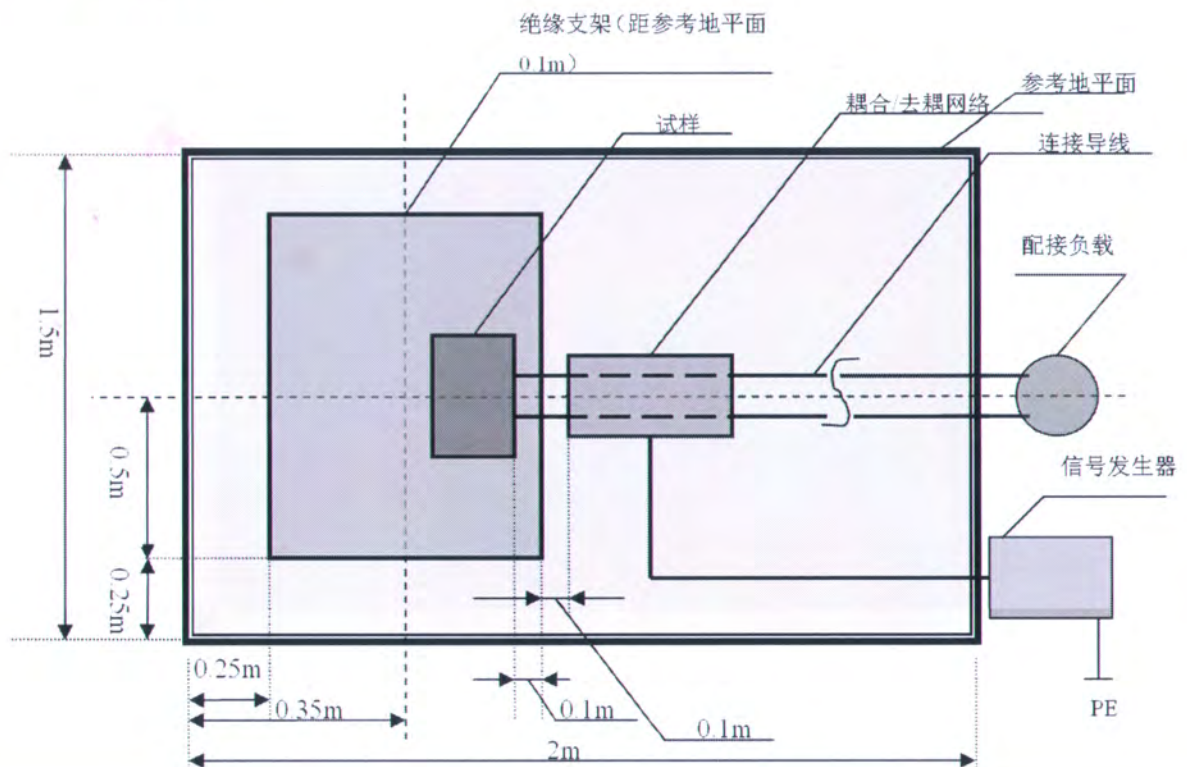 绝缘支架(距参考地平面
0.1m)
参考地平面
耦合/去耦网络
试样
连接导线
配接负载
1.5m
0.5m
信号发生器
0.25m
0.25m
0.35m
0.1m
0.1m
PE
2m